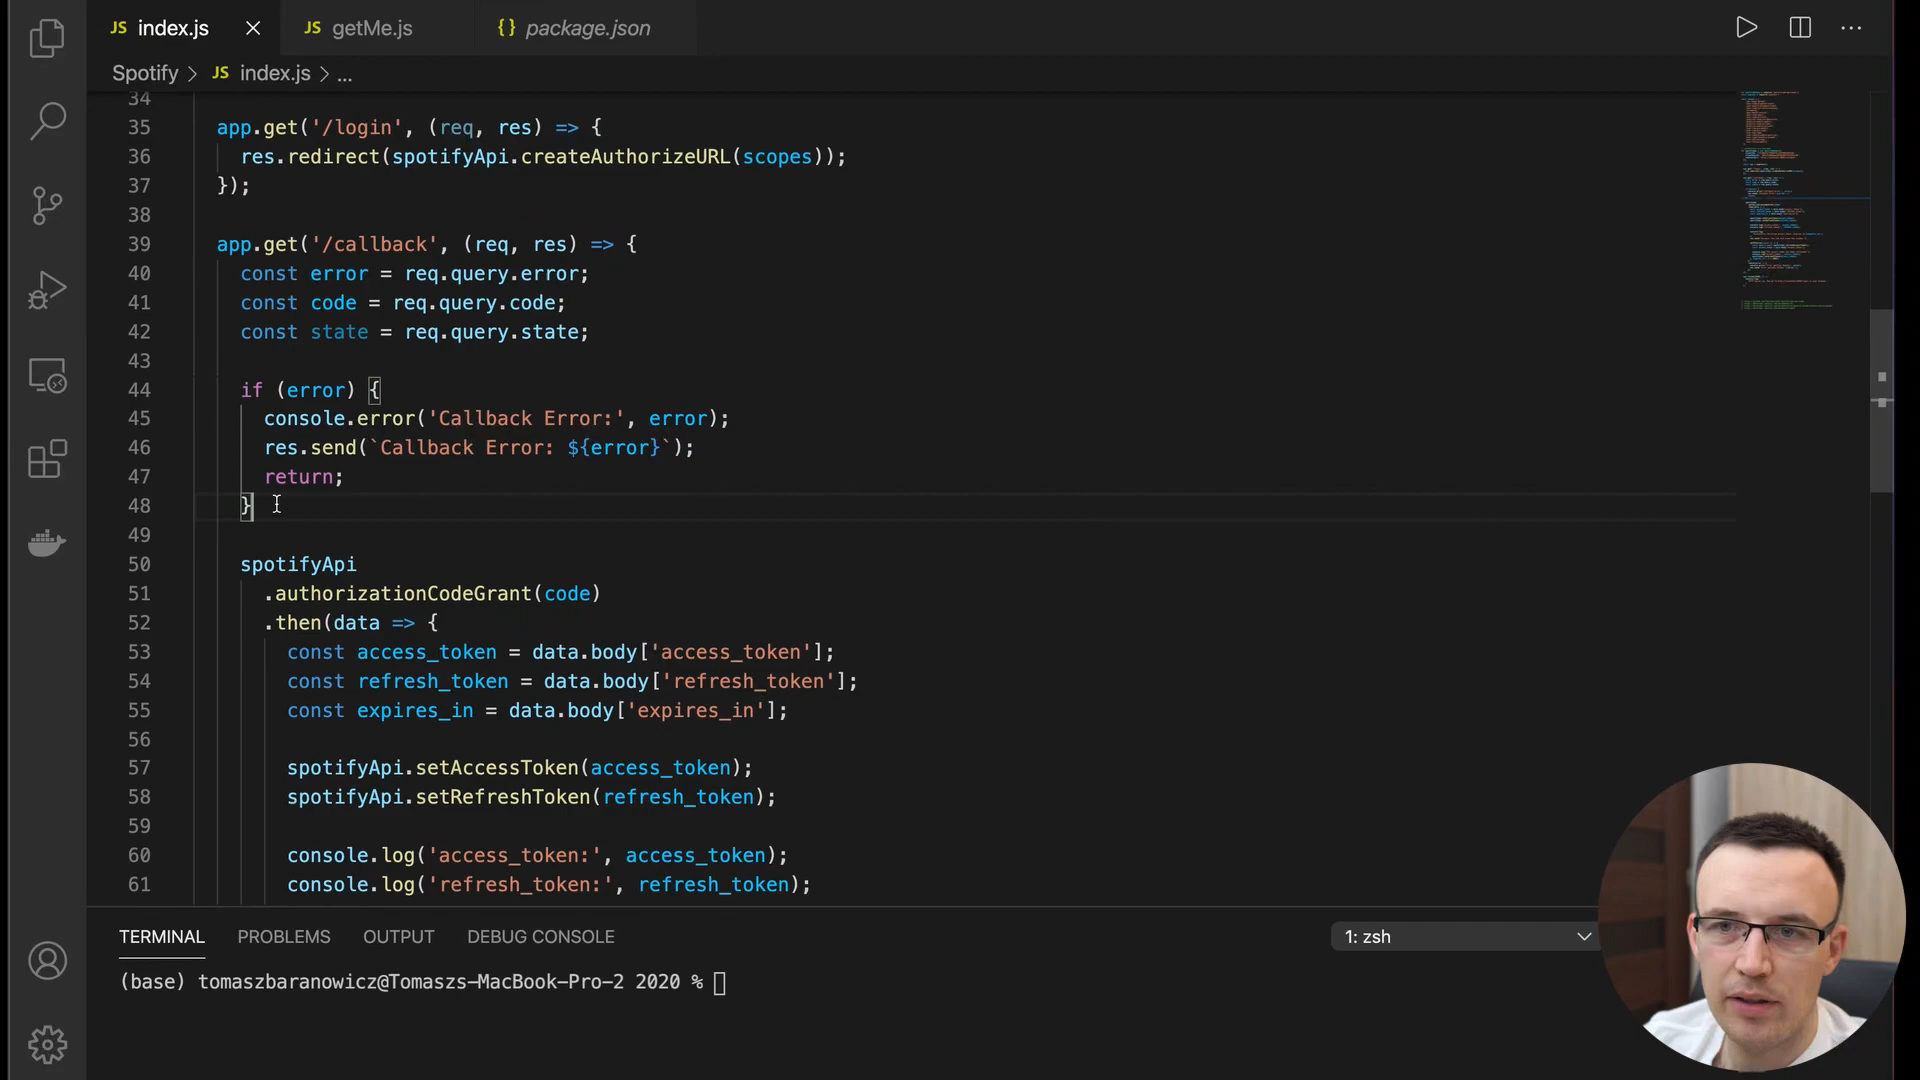 JS index.js JS getMe.js {} package.json
Spotify > JS index.js > ...
34
35 app.get('/login', (req, res) => {
36 res.redirect(spotifyApi.createAuthorizeURL(scopes));
37 });
38
39 app.get('/callback', (req, res) => {
40 const error = req.query.error;
41 const code = req.query.code;
42 const state = req.query.state;
43
44 if (error) {
45 console.error('Callback Error:', error);
46 res.send(`Callback Error: ${error}`);
47 return;
48 }
49
50 spotifyApi
51 .authorizationCodeGrant(code)
52 .then(data => {
53 const access_token = data.body['access_token'];
54 const refresh_token = data.body['refresh_token'];
55 const expires_in = data.body['expires_in'];
56
57 spotifyApi.setAccessToken(access_token);
58 spotifyApi.setRefreshToken(refresh_token);
59
60 console.log('access_token:', access_token);
61 console.log('refresh_token:', refresh_token);
TERMINAL PROBLEMS OUTPUT DEBUG CONSOLE 1: zsh
(base) tomaszbaranowicz@Tomaszs-MacBook-Pro-2 2020 %